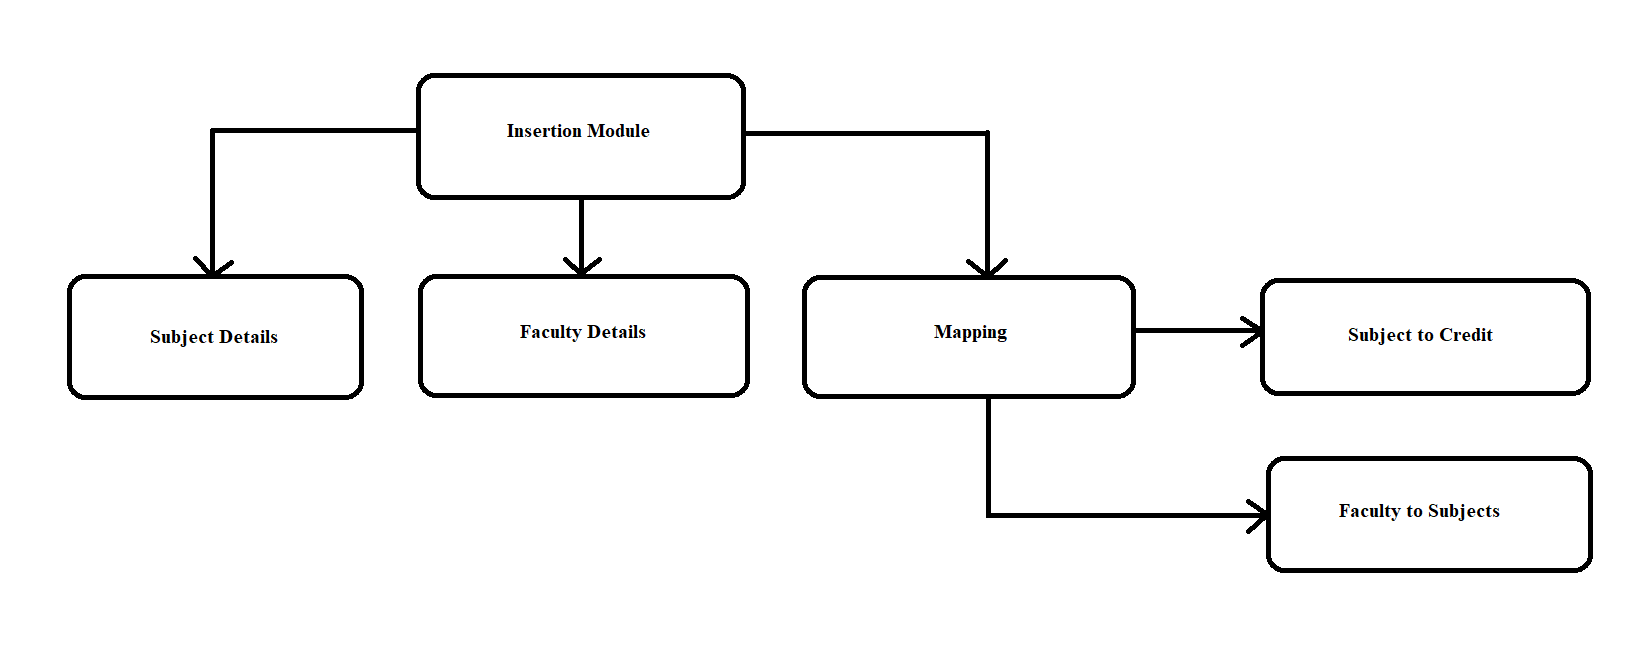 Insertion Module
Subject Details
Faculty Details
Mapping
Subject to Credit
Faculty to Subjects